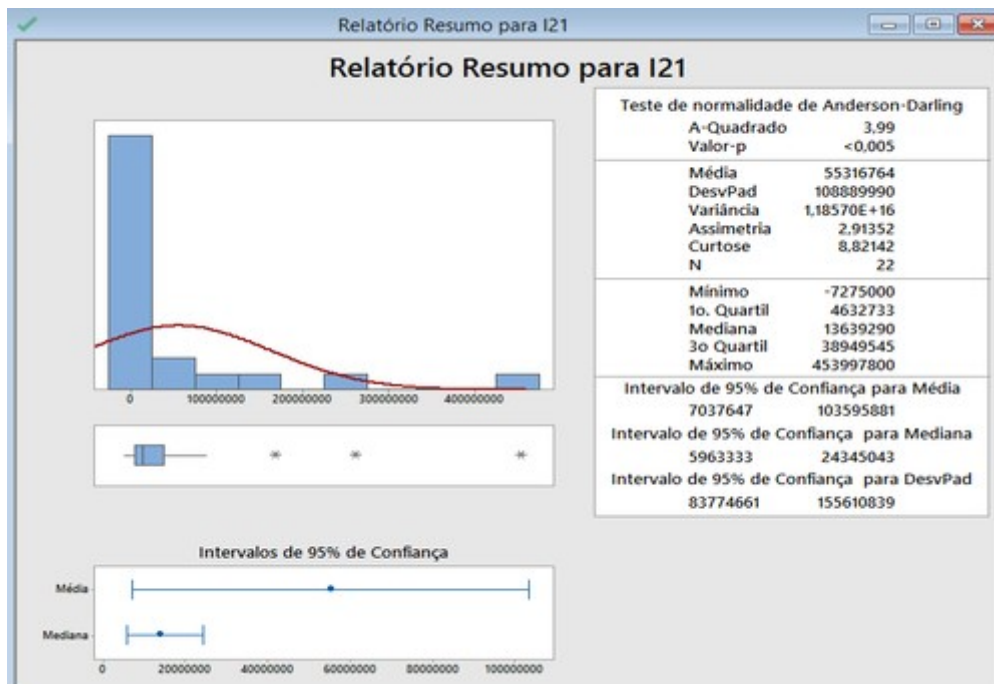 Relatório Resumo para I21
Relatório Resumo para I21
Teste de normalidade de Anderson-Darling
A-Quadrado 3,99
Valor-p <0,005
Média 55316764
DesvPad 108889990
Variância 1,18570E+16
Assimetria 2,91352
Curtose 8,82142
N 22
Mínimo -7275000
1o. Quartil 4632733
Mediana 13639290
3o Quartil 38949545
Máximo 453997800
Intervalo de 95% de Confiança para Média
7037647 103595881
Intervalo de 95% de Confiança para Mediana
5963333 24345043
Intervalo de 95% de Confiança para DesvPad
83774661 155610839
0 100000000 200000000 300000000 400000000
Intervalos de 95% de Confiança
Média
Mediana
0 20000000 40000000 60000000 80000000 100000000